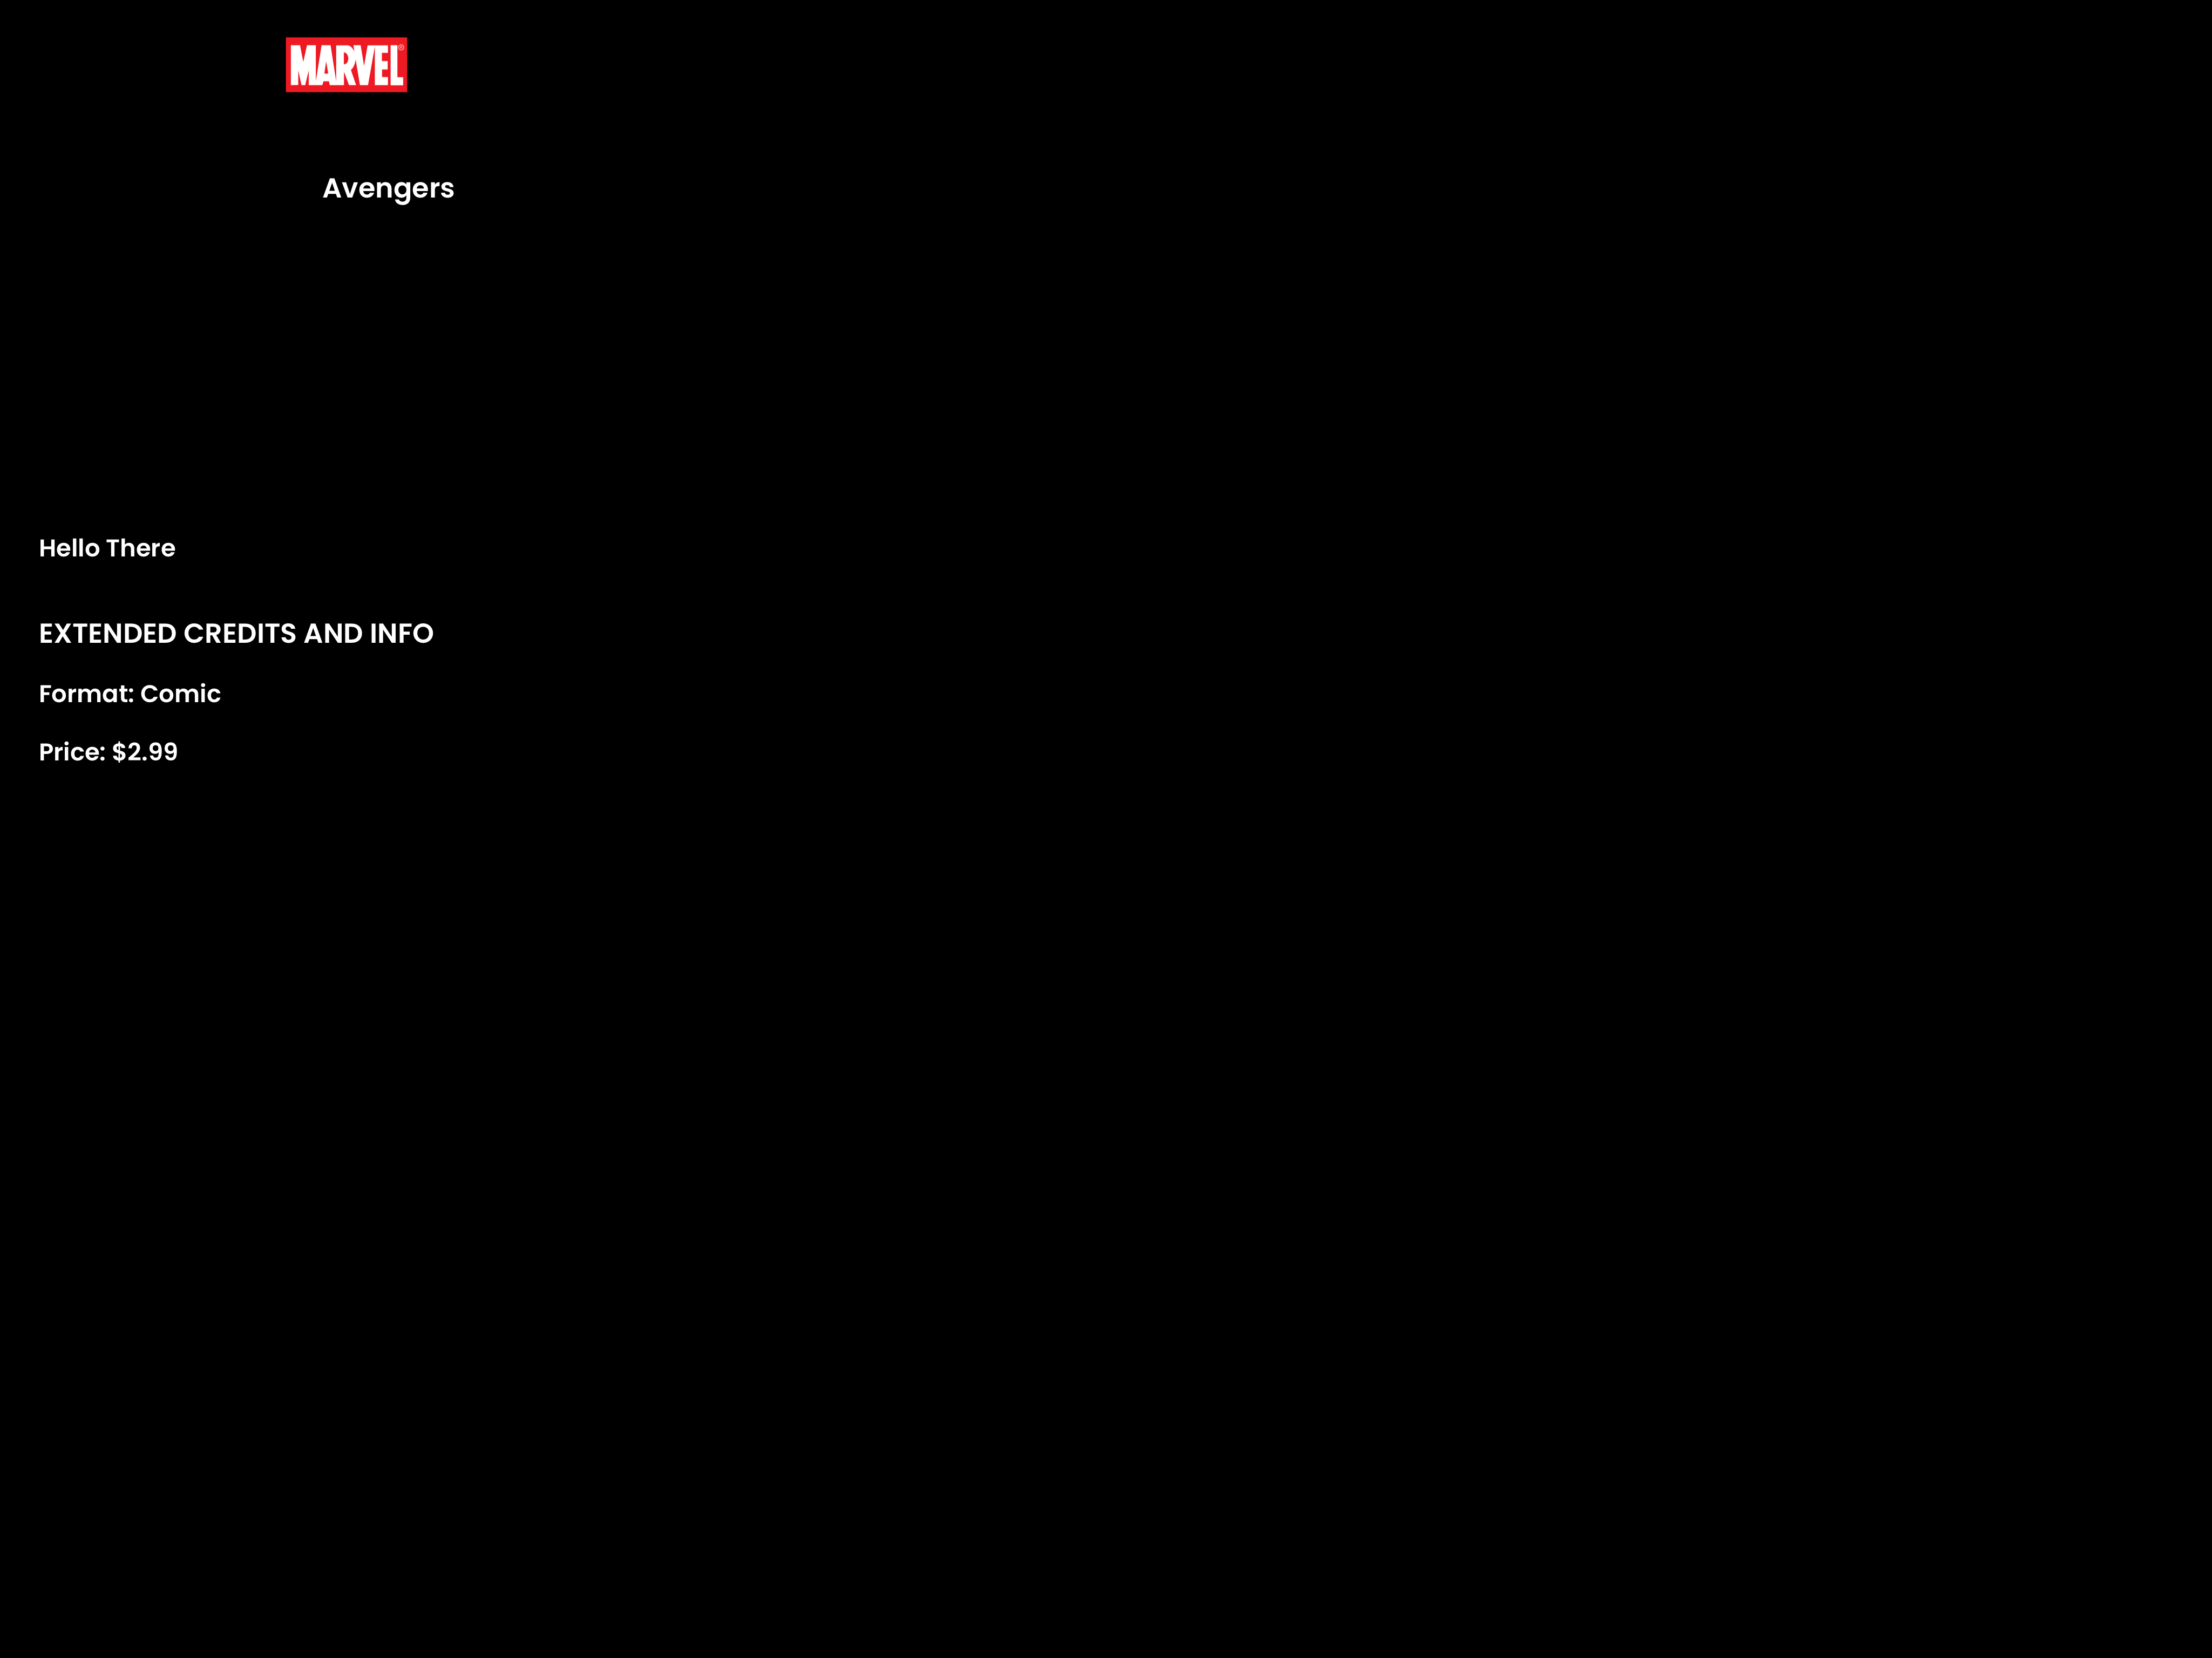 MARVEL®
Avengers
Hello There
EXTENDED CREDITS AND INFO
Format: Comic
Price: $2.99